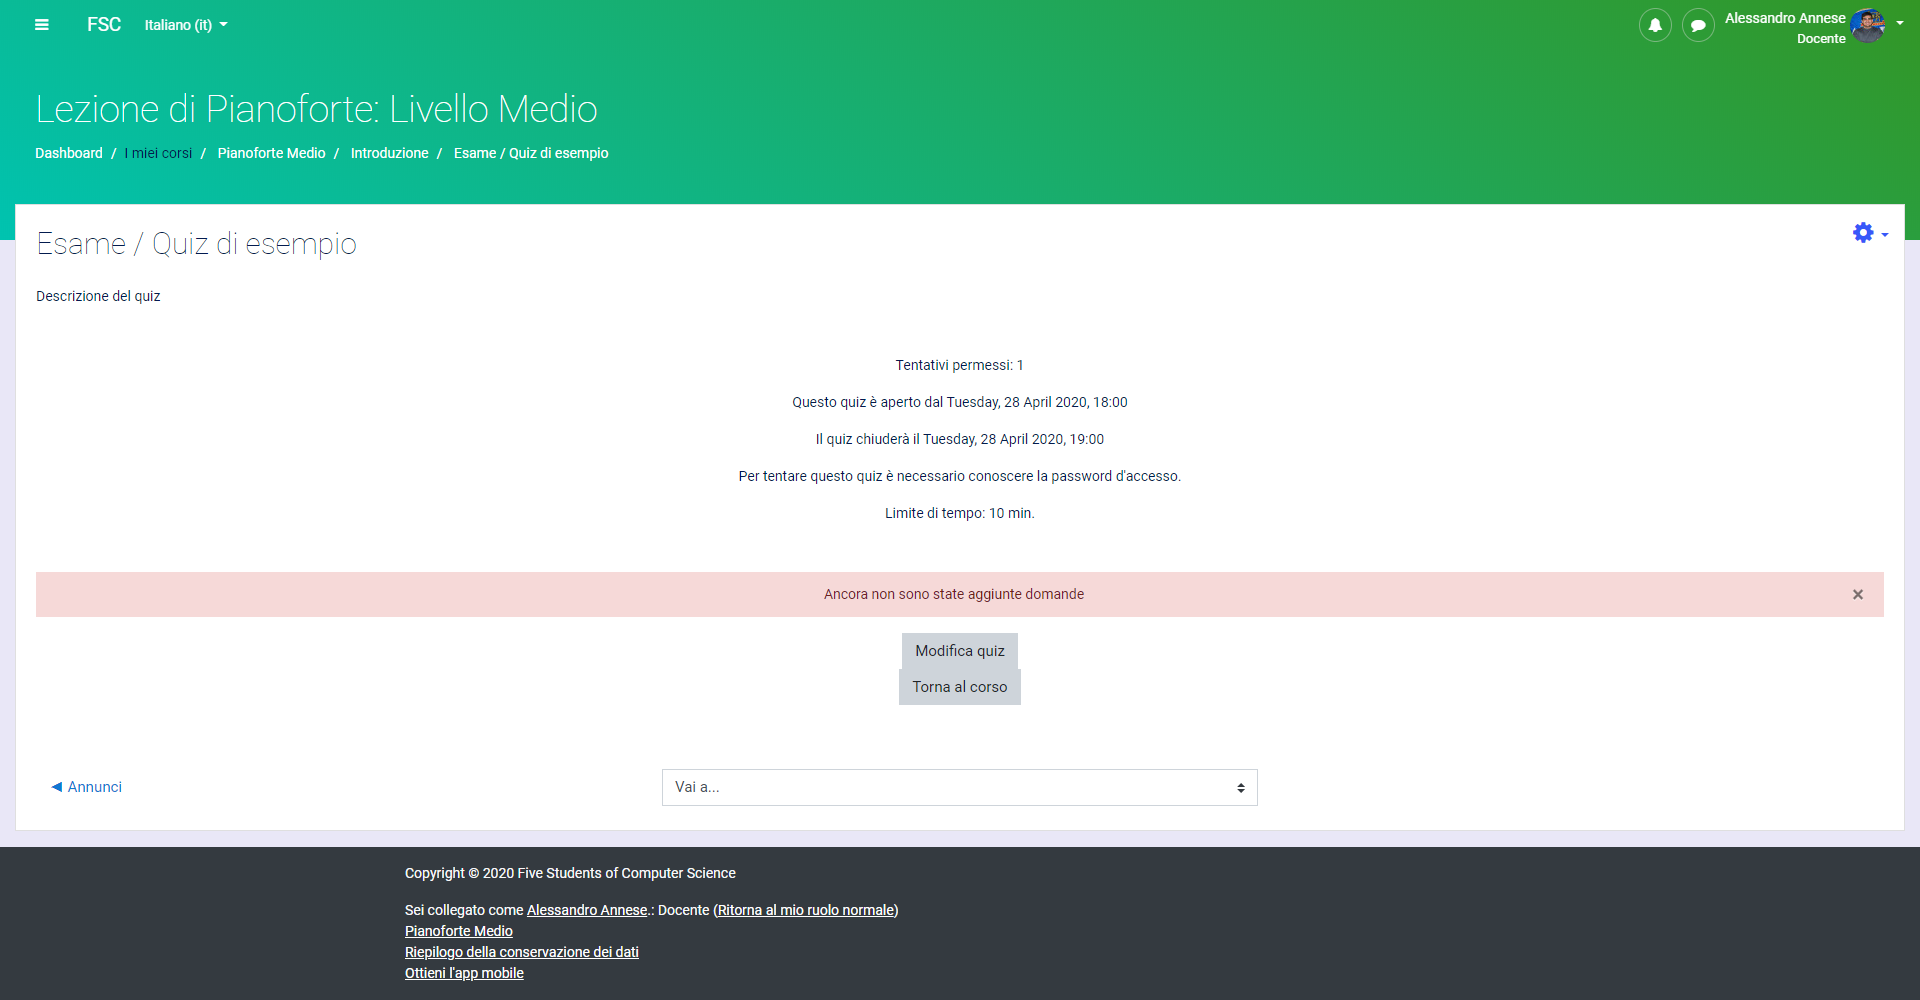 FSC Italiano (it)
Alessandro Annese
Docente
Lezione di Pianoforte: Livello Medio
Dashboard / I miei corsi / Pianoforte Medio / Introduzione / Esame / Quiz di esempio
Esame / Quiz di esempio
Descrizione del quiz
Tentativi permessi: 1
Questo quiz è aperto dal Tuesday, 28 April 2020, 18:00
Il quiz chiuderà il Tuesday, 28 April 2020, 19:00
Per tentare questo quiz è necessario conoscere la password d'accesso.
Limite di tempo: 10 min.
Ancora non sono state aggiunte domande ×
Modifica quiz
Torna al corso
◄ Annunci
Vai a...
Copyright © 2020 Five Students of Computer Science
Sei collegato come Alessandro Annese.: Docente (Ritorna al mio ruolo normale)
Pianoforte Medio
Riepilogo della conservazione dei dati
Ottieni l'app mobile